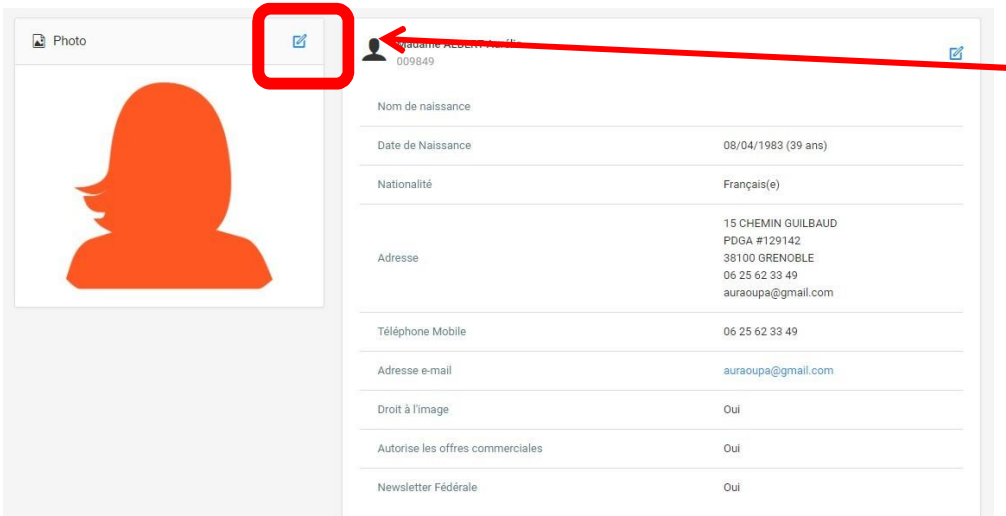 Photo
Madame
009849
Nom de naissance
Date de Naissance 08/04/1983 (39 ans)
Nationalité Français(e)
Adresse
15 CHEMIN GUILBAUD
PDGA #129142
38100 GRENOBLE
06 25 62 33 49
auraoupa@gmail.com
Téléphone Mobile 06 25 62 33 49
Adresse e-mail auraoupa@gmail.com
Droit à l'image Oui
Autorise les offres commerciales Oui
Newsletter Fédérale Oui